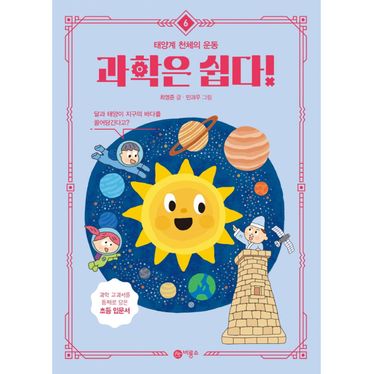 6
태양계 천체의 운동
과학은 쉽다!
최영준 글 · 민재우 그림
달과 태양이 지구의 바다를
끌어당긴다고?
과학 교과서를
통째로 담은
초등 입문서
비룡소